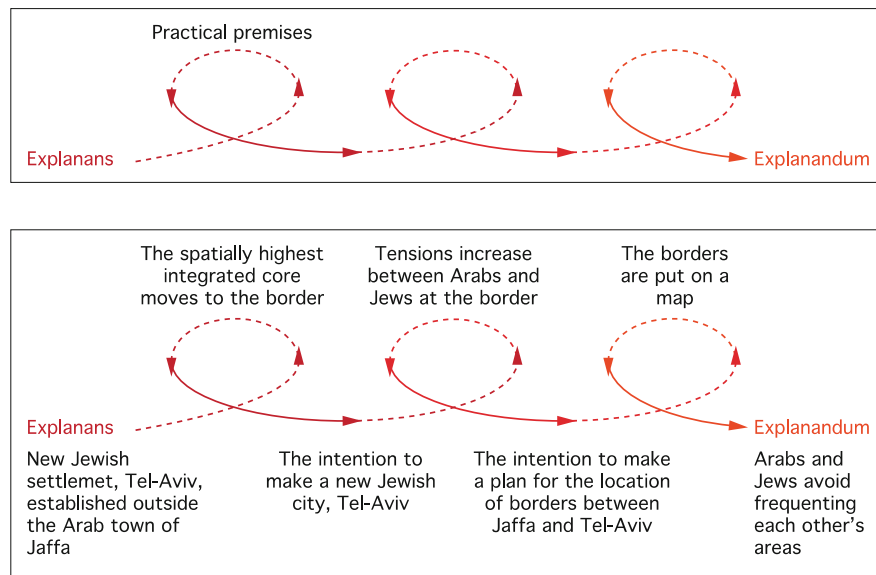 Practical premises
Explanans
Explanandum
The spatially highest
integrated core
moves to the border
Tensions increase
between Arabs and
Jews at the border
The borders
are put on a
map
Explanans
Explanandum
New Jewish
settlemet, Tel-Aviv,
established outside
the Arab town of
Jaffa
The intention to
make a new Jewish
city, Tel-Aviv
The intention to make
a plan for the location
of borders between
Jaffa and Tel-Aviv
Arabs and
Jews avoid
frequenting
each other's
areas